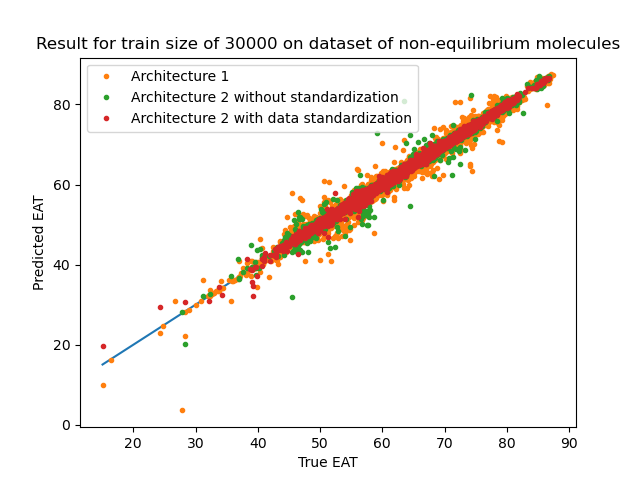 Result for train size of 30000 on dataset of non-equilibrium molecules
Architecture 1
Architecture 2 without standardization
Architecture 2 with data standardization
80
60
40
20
0
Predicted EAT
20 30 40 50 60 70 80 90
True EAT